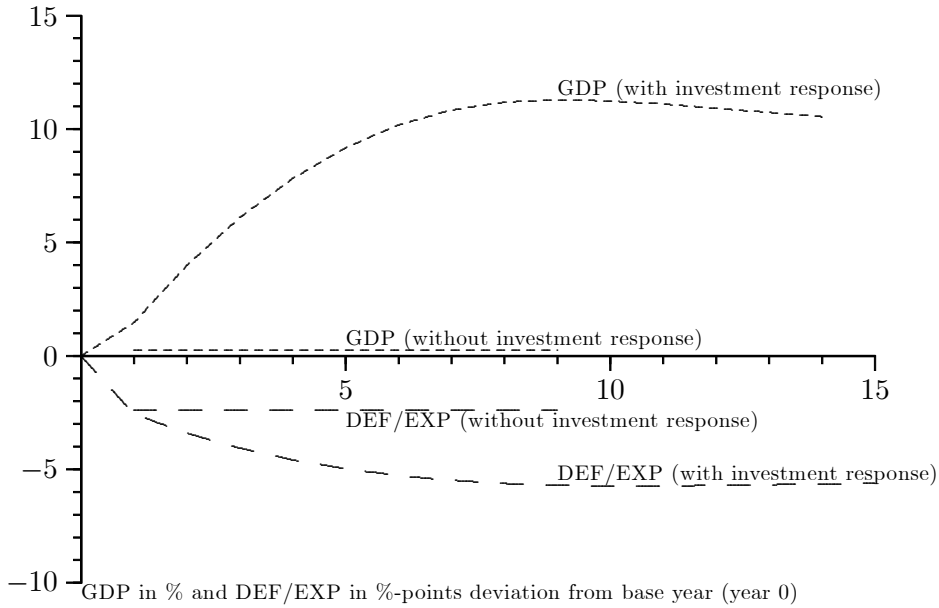 15
GDP (with investment response)
10
5
GDP (without investment response)
0
5
10
15
DEF/EXP (without investment response)
−5
DEF/EXP (with investment response)
−10
GDP in % and DEF/EXP in %-points deviation from base year (year 0)